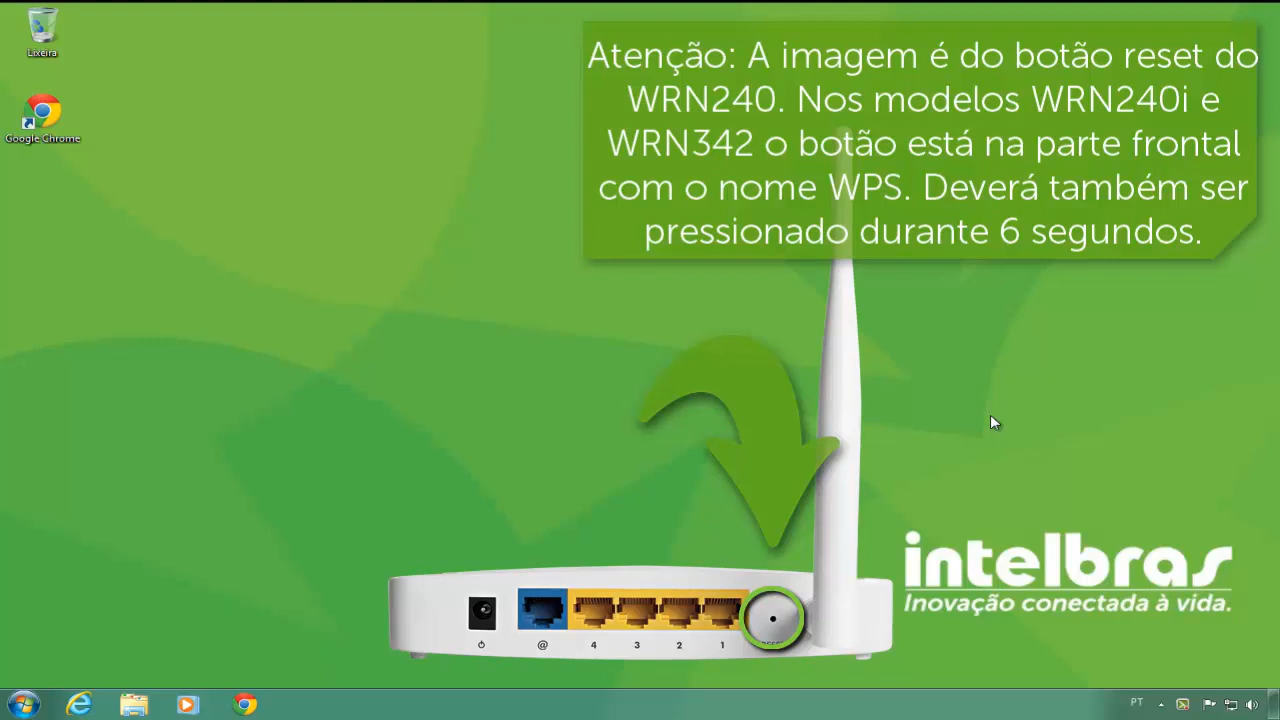 Lixeira
Google Chrome
Atenção: A imagem é do botão reset do
WRN240. Nos modelos WRN240i e
WRN342 o botão está na parte frontal
com o nome WPS. Deverá também ser
pressionado durante 6 segundos.
intelbras
Inovação conectada à vida.
@ 4 3 2 1
PT